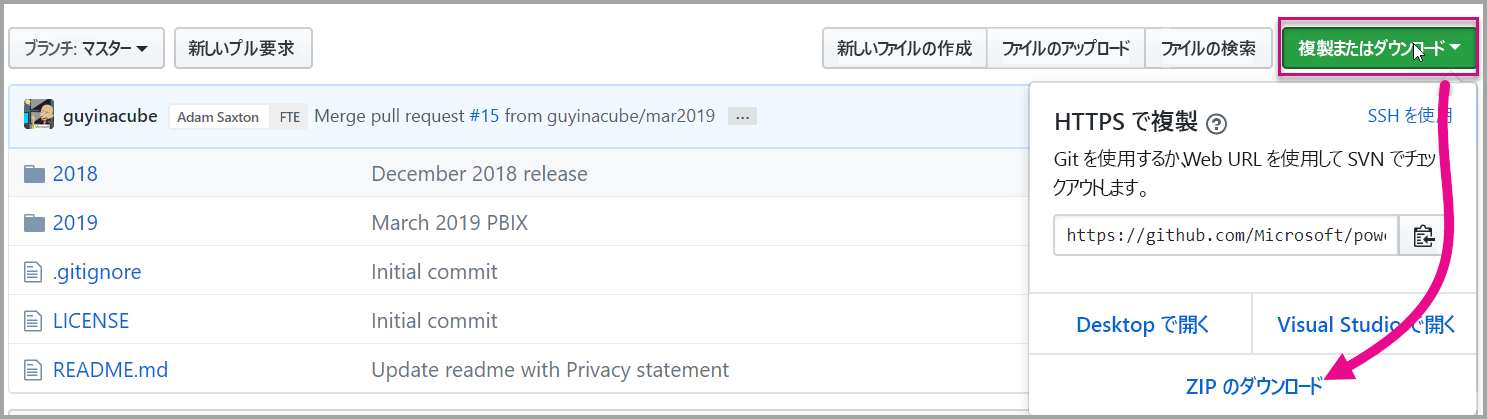 ブランチ: マスター
新しいプル要求
新しいファイルの作成
ファイルのアップロード
ファイルの検索
複製またはダウンロード
guyinacube Adam Saxton FTE Merge pull request #15 from guyinacube/mar2019 ...
2018 December 2018 release
2019 March 2019 PBIX
.gitignore Initial commit
LICENSE Initial commit
README.md Update readme with Privacy statement
HTTPS で複製 ?
SSH を使用
Git を使用するか、Web URL を使用して SVN でチェッ
クアウトします。
https://github.com/Microsoft/powe
Desktop で開く
Visual Studio で開く
ZIP のダウンロード